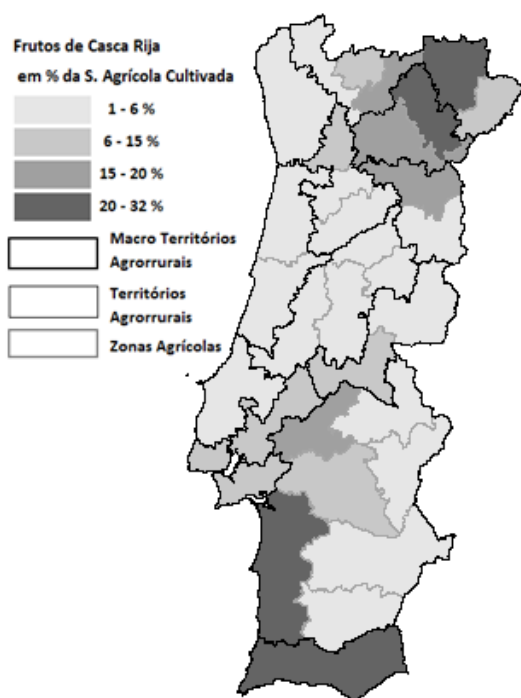 Frutos de Casca Rija
em % da S. Agrícola Cultivada
1 - 6 %
6 - 15 %
15 - 20 %
20 - 32 %
Macro Territórios
Agrorrurais
Territórios
Agrorrurais
Zonas Agrícolas